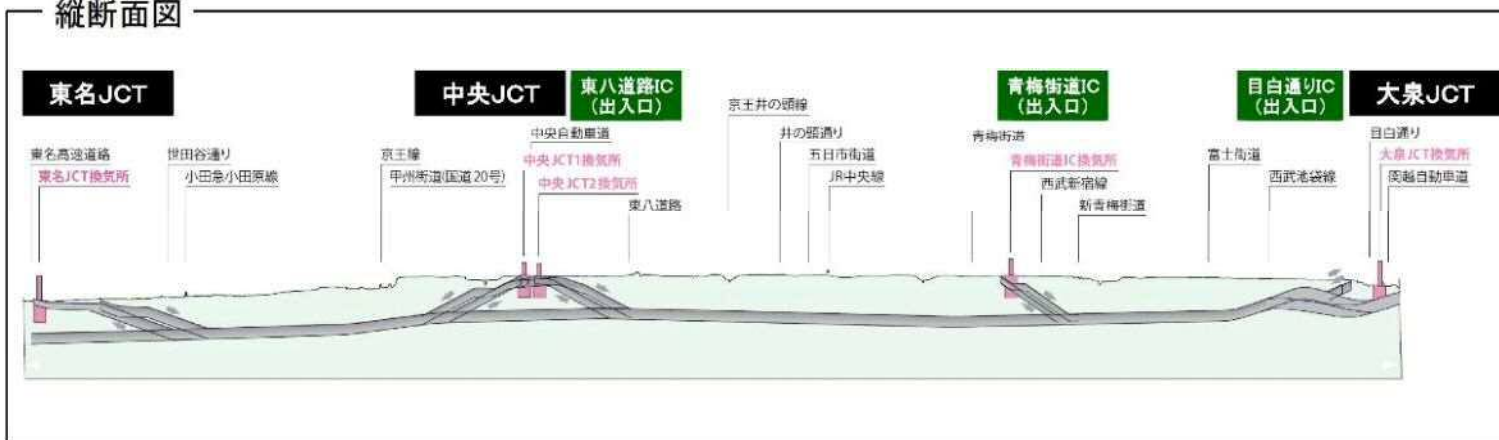 縦断面図
東名JCT
中央JCT
東八道路IC
(出入口)
青梅街道IC
(出入口)
目白通りIC
(出入口)
大泉JCT
東名高速道路
東名JCT換気所
世田谷通り
小田急小田原線
京王線
甲州街道(国道20号)
中央自動車道
中央JCT1換気所
中央JCT2換気所
東八道路
京王井の頭線
井の頭通り
五日市街道
JR中央線
青梅街道
青梅街道IC換気所
西武新宿線
新青梅街道
富士街道
西武池袋線
目白通り
大泉JCT換気所
関越自動車道